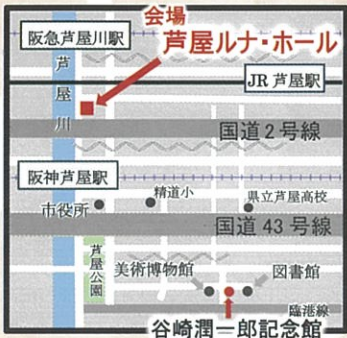 会場
阪急芦屋川駅
芦屋ルナ・ホール
JR 芦屋駅
芦屋川
国道2号線
阪神芦屋駅
市役所
精道小
県立芦屋高校
国道 43 号線
芦屋公園
美術博物館
図書館
臨港線
谷崎潤一郎記念館